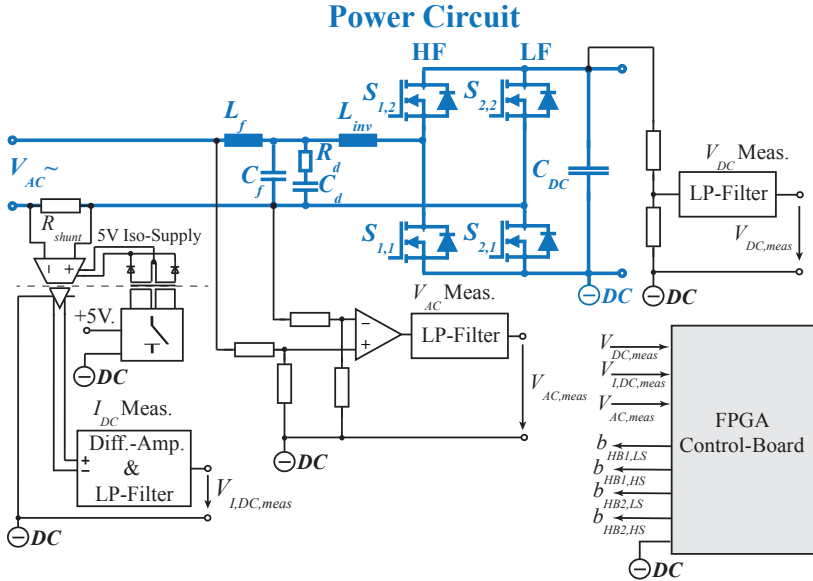 Power Circuit
HF LF
S1,2 S2,2
Lf Linv
Rd
Cf Cd
VAC~
CDC
VDC Meas.
LP-Filter
VDC,meas
Rshunt
5V Iso-Supply
S1,1 S2,1
− +
DC
DC
VAC Meas.
+5V.
−
+
LP-Filter
VAC,meas
DC
IDC Meas.
Diff.-Amp.
&
LP-Filter
+
−
VI,DC,meas
DC
DC
VDC,meas
VI,DC,meas
VAC,meas
FPGA
Control-Board
bHB1,LS
bHB1,HS
bHB2,LS
bHB2,HS
DC